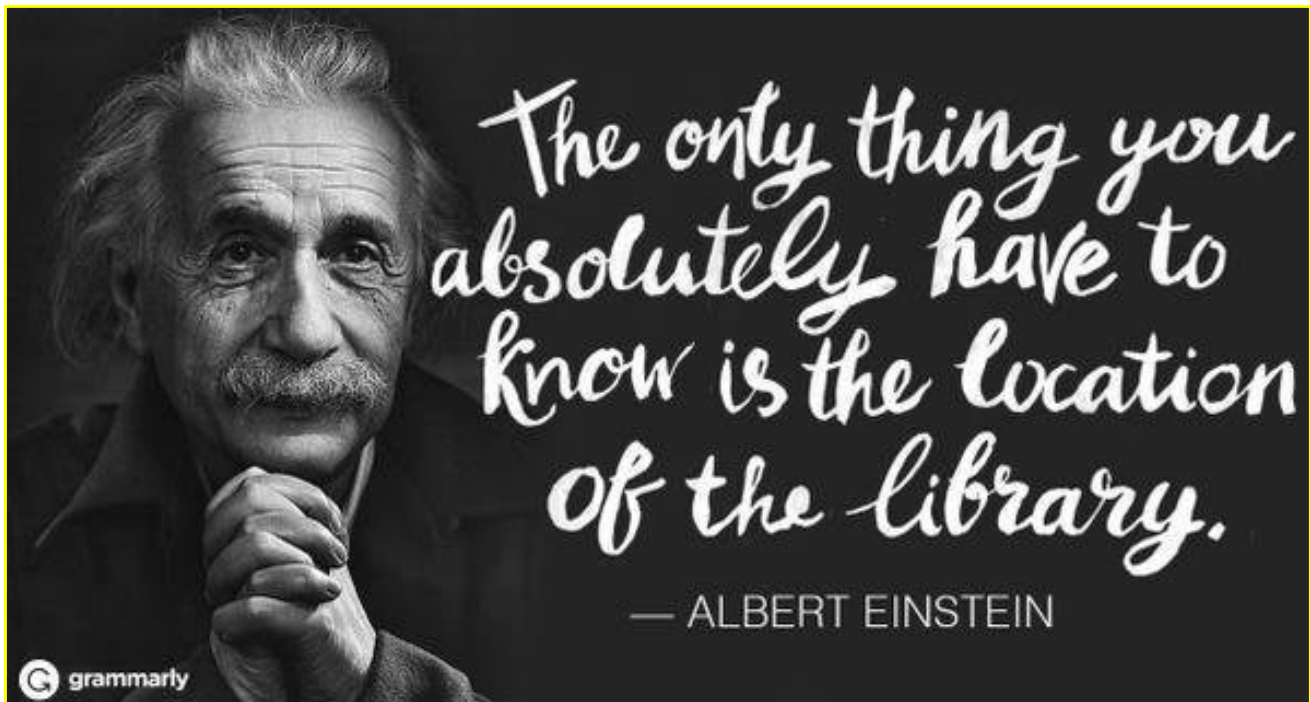 The only thing you
absolutely have to
know is the location
of the library.
— ALBERT EINSTEIN
grammarly